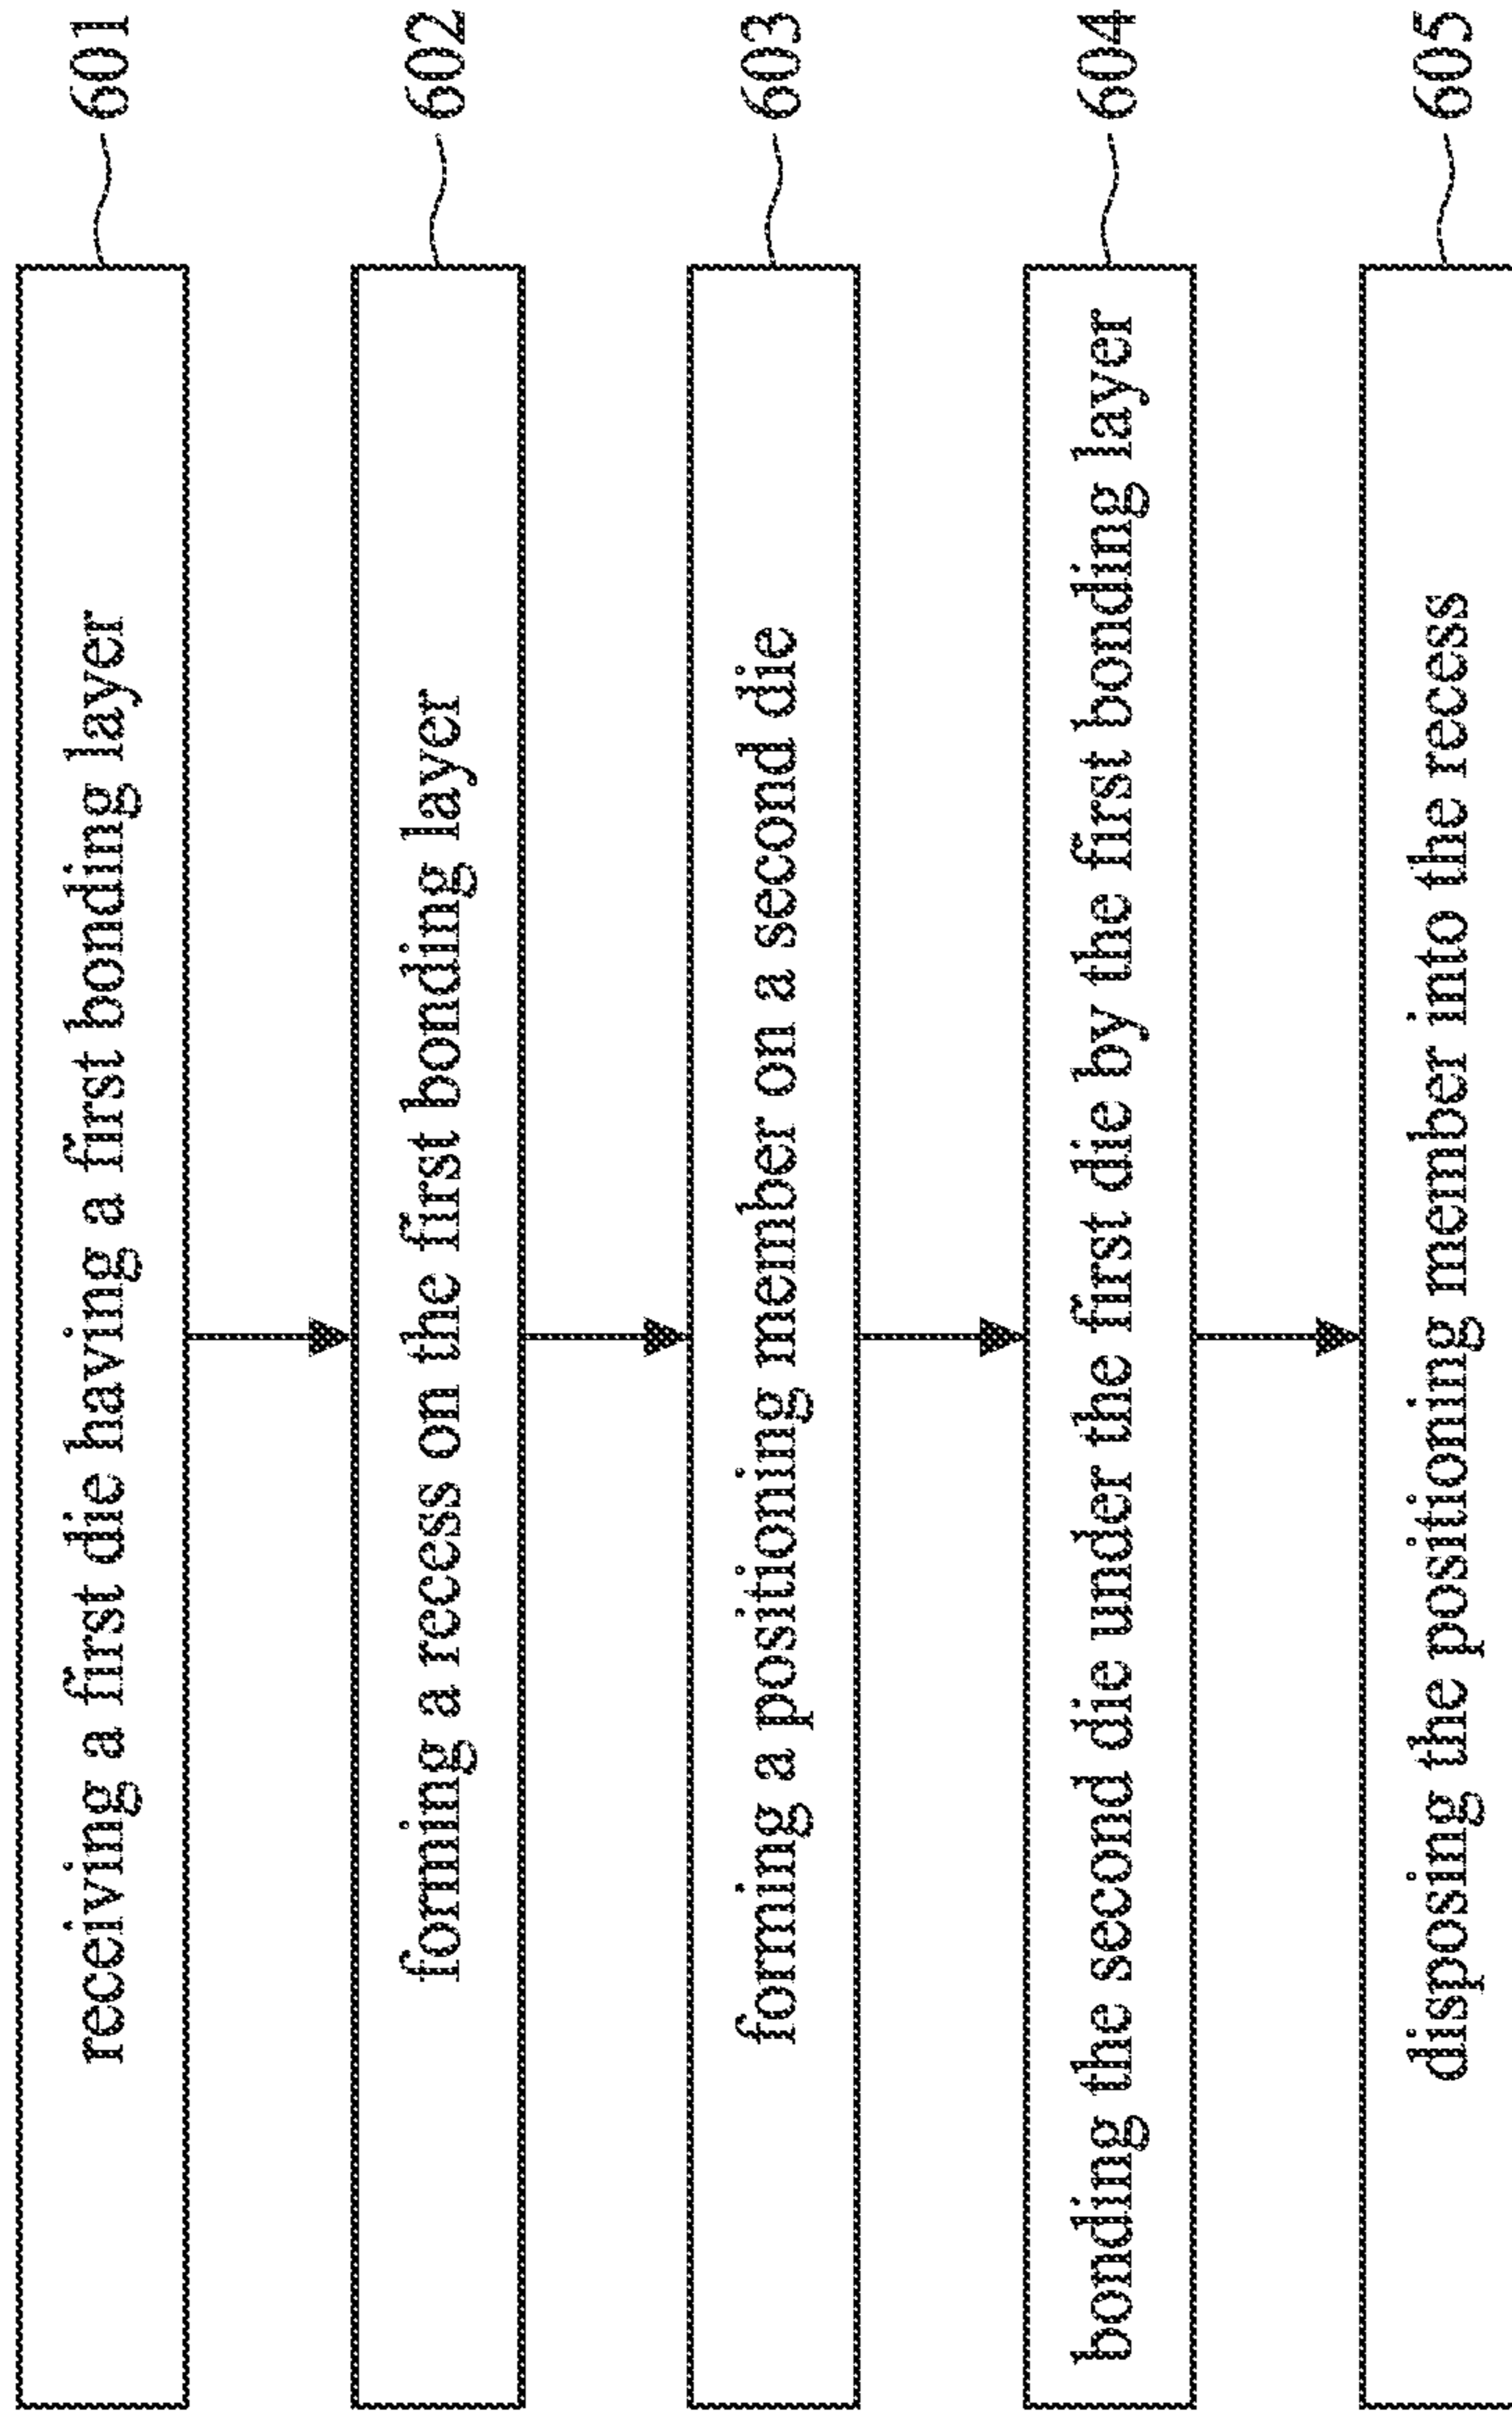 receiving a first die having a first bonding layer
601
forming a recess on the first bonding layer
602
forming a positioning member on a second die
603
bonding the second die under the first die by the first bonding layer
604
disposing the positioning member into the recess
605